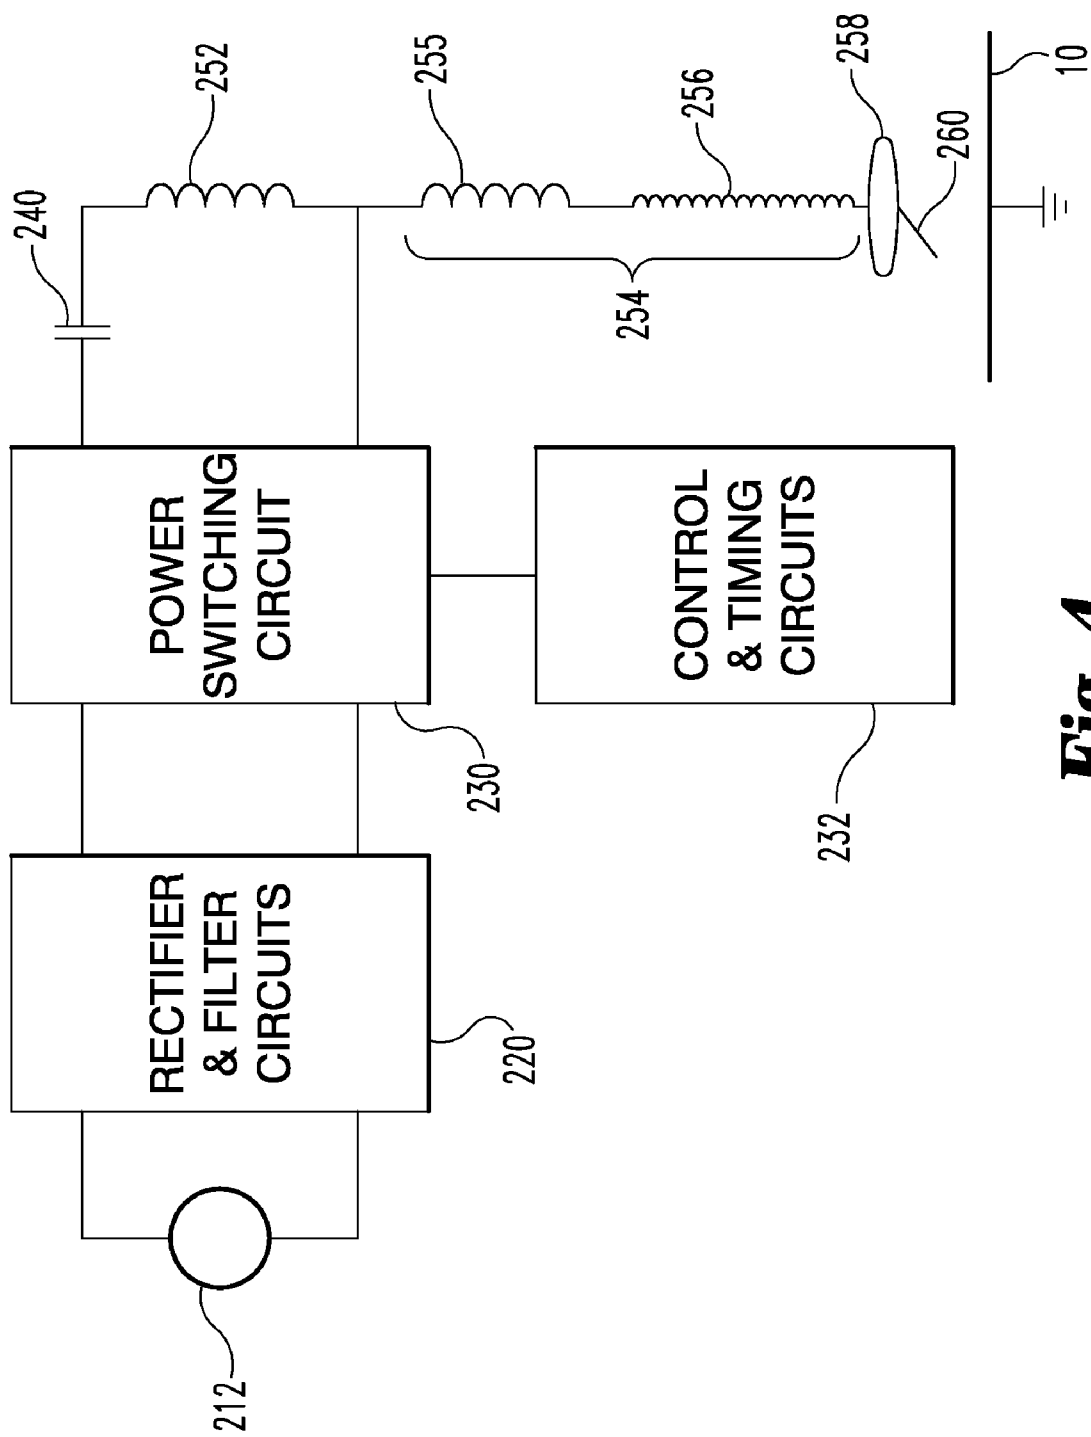 212
RECTIFIER
& FILTER
CIRCUITS
220
POWER
SWITCHING
CIRCUIT
230
CONTROL
& TIMING
CIRCUITS
232
240
252
255
254
256
258
260
10